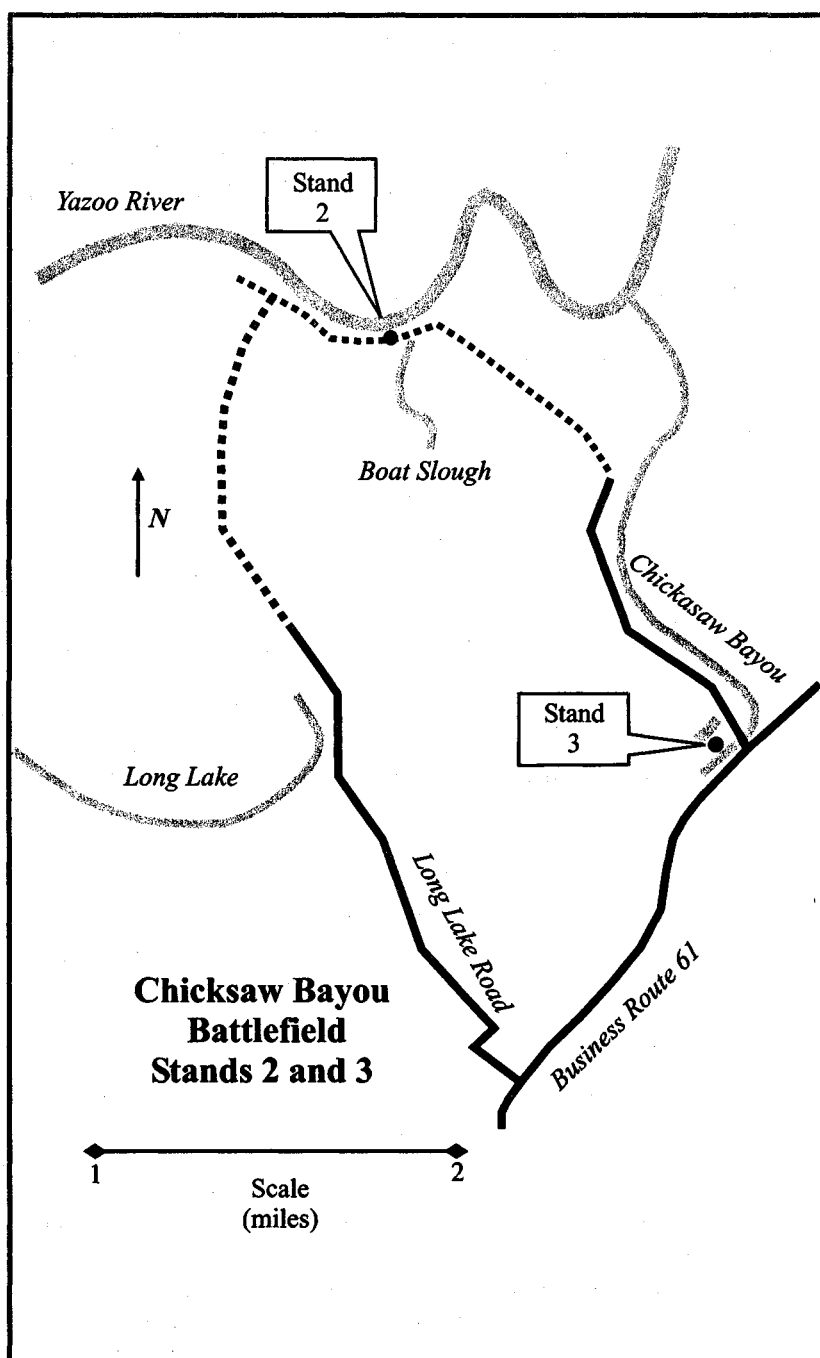 Yazoo River
Stand
2
Boat Slough
N
Chickasaw Bayou
Stand
3
Long Lake
Long Lake Road
Business Route 61
Chicksaw Bayou
Battlefield
Stands 2 and 3
1
2
Scale
(miles)